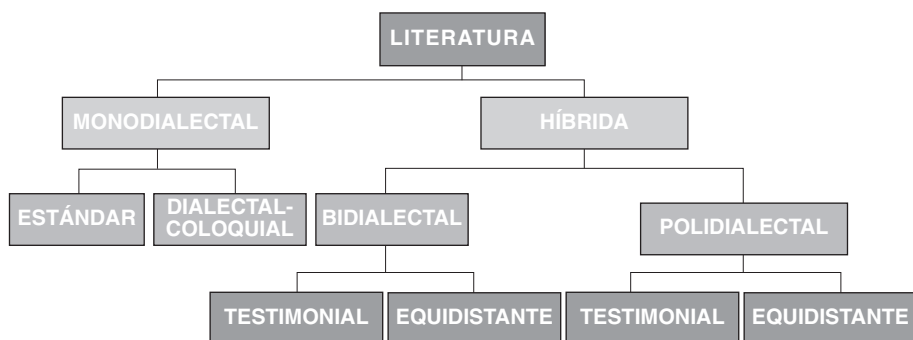 LITERATURA
MONODIALECTAL
HÍBRIDA
ESTÁNDAR
DIALECTAL-
COLOQUIAL
BIDIALECTAL
POLIDIALECTAL
TESTIMONIAL
EQUIDISTANTE
TESTIMONIAL
EQUIDISTANTE